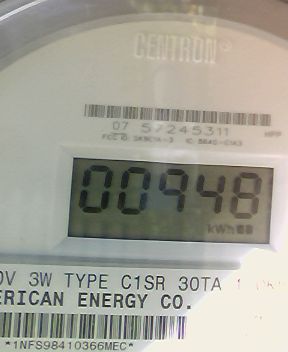 CENTRON®
07 57245311
00948
kWh
0V 3W TYPE C1SR 30TA
ERICAN ENERGY CO.
*1NFS98410366MEC*